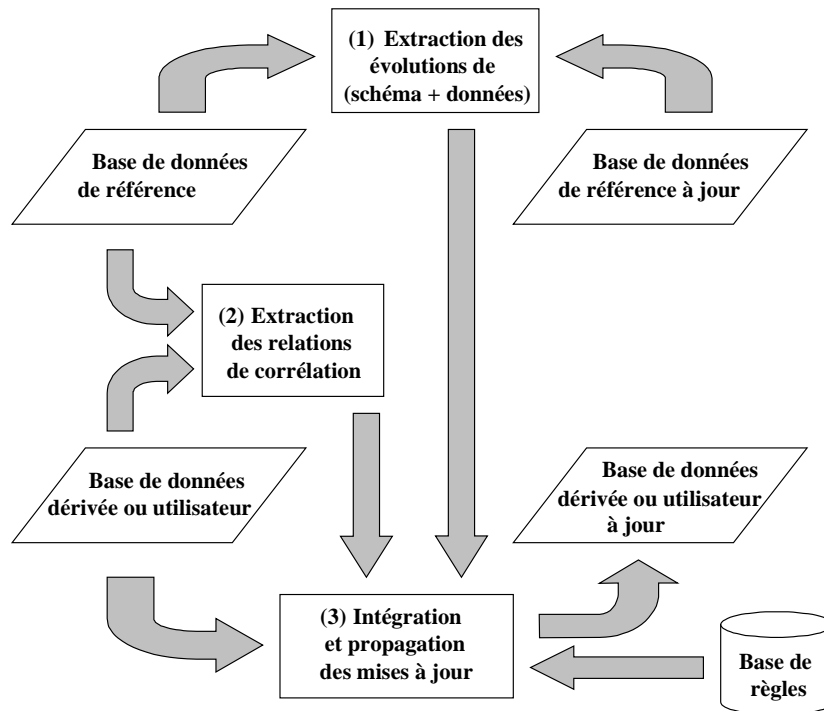 (1) Extraction des
évolutions de
(schéma + données)
Base de données
de référence
Base de données
de référence à jour
(2) Extraction
des relations
de corrélation
Base de données
dérivée ou utilisateur
Base de données
dérivée ou utilisateur
à jour
(3) Intégration
et propagation
des mises à jour
Base de
règles